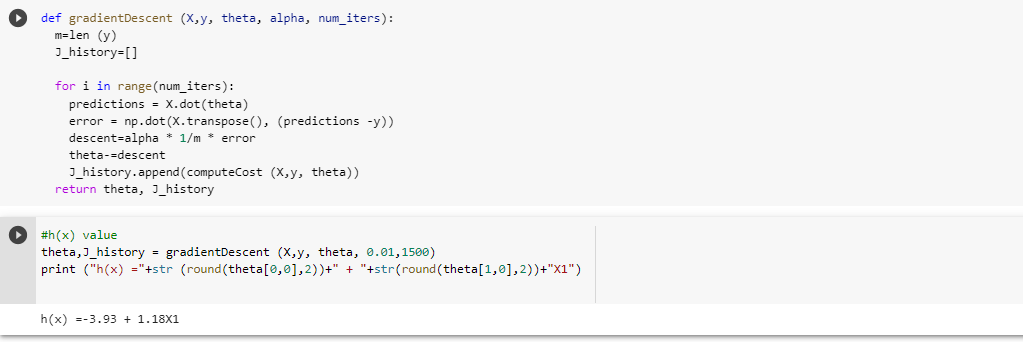 def gradientDescent (X,y, theta, alpha, num_iters):
  m=len (y)
  J_history=[]
  for i in range(num_iters):
    predictions = X.dot(theta)
    error = np.dot(X.transpose(), (predictions -y))
    descent=alpha * 1/m * error
    theta-=descent
    J_history.append(computeCost (X,y, theta))
  return theta, J_history
#h(x) value
theta,J_history = gradientDescent (X,y, theta, 0.01,1500)
print ("h(x) ="+str (round(theta[0,0],2))+" + "+str(round(theta[1,0],2))+"X1")
h(x) =-3.93 + 1.18X1